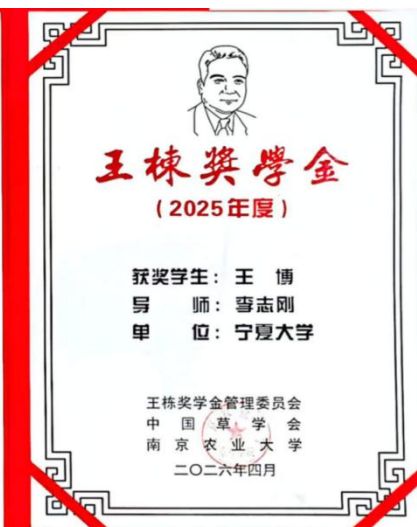 王栋奖學金
(2025年度)
获奖学生：王 博
导 师：李志刚
单 位：宁夏大学
王栋奖学金管理委员会
中 国 草 学 会
南 京 农 业 大 学
二〇二六年四月